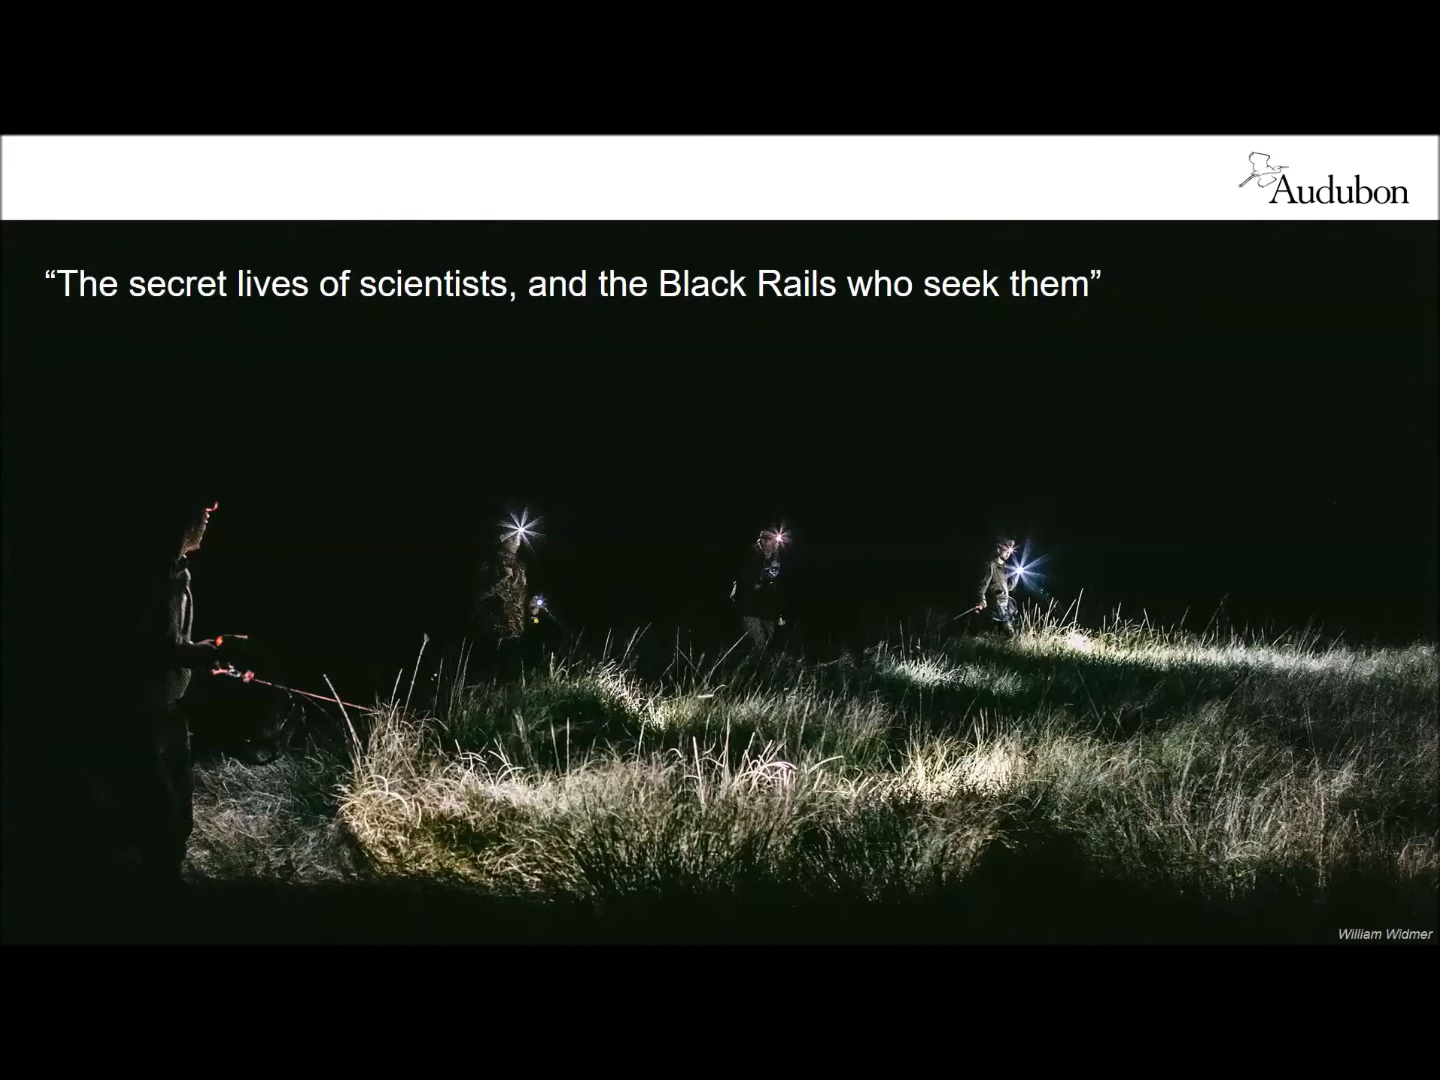 Audubon
“The secret lives of scientists, and the Black Rails who seek them”
William Widmer